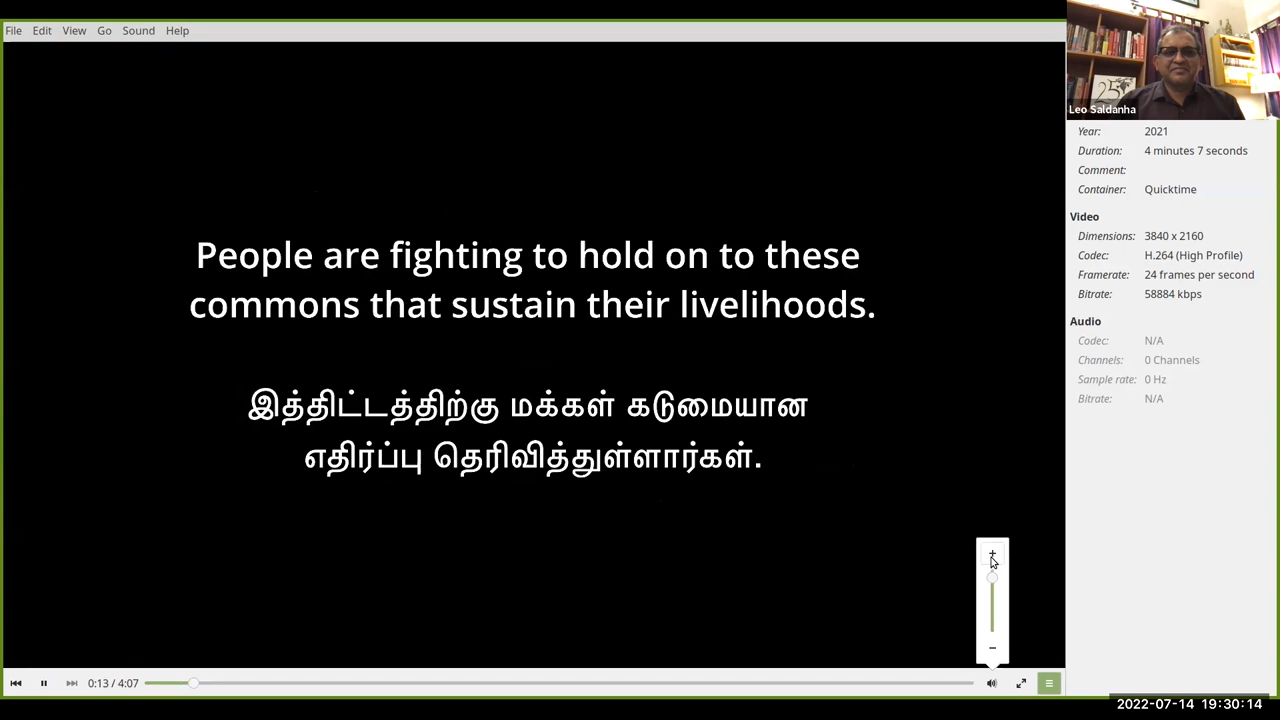 File Edit View Go Sound Help
People are fighting to hold on to these
commons that sustain their livelihoods.
இத்திட்டத்திற்கு மக்கள் கடுமையான
எதிர்ப்பு தெரிவித்துள்ளார்கள்.
+
−
0:13 / 4:07
25
Leo Saldanha
Year: 2021
Duration: 4 minutes 7 seconds
Comment:
Container: Quicktime
Video
Dimensions: 3840 x 2160
Codec: H.264 (High Profile)
Framerate: 24 frames per second
Bitrate: 58884 kbps
Audio
Codec: N/A
Channels: 0 Channels
Sample rate: 0 Hz
Bitrate: N/A
2022-07-14 19:30:14